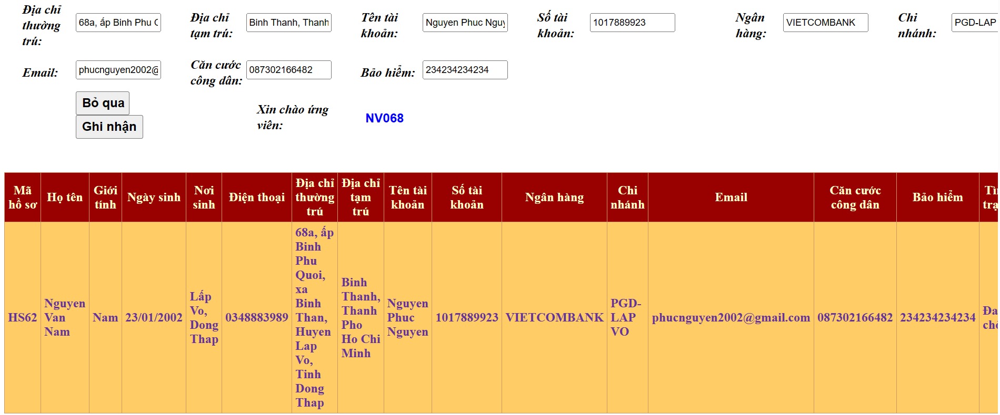 Địa chỉ thường trú: 68a, ấp Binh Phu Địa chỉ tạm trú: Binh Thanh, Thanh Tên tài khoản: Nguyen Phuc Nguy Số tài khoản: 1017889923 Ngân hàng: VIETCOMBANK Chi nhánh: PGD-LAP
Email: phucnguyen2002@ Căn cước công dân: 087302166482 Bảo hiểm: 234234234234
Bỏ qua
Ghi nhận
Xin chào ứng viên: NV068
Mã hồ sơ Họ tên Giới tính Ngày sinh Nơi sinh Điện thoại Địa chỉ thường trú Địa chỉ tạm trú Tên tài khoản Số tài khoản Ngân hàng Chi nhánh Email Căn cước công dân Bảo hiểm
HS62 Nguyen Van Nam Nam 23/01/2002 Lấp Vo, Dong Thap 0348883989 68a, ấp Binh Phu Quoi, xa Binh Than, Huyen Lap Vo, Tinh Dong Thap Binh Thanh, Thanh Pho Ho Chi Minh Nguyen Phuc Nguyen 1017889923 VIETCOMBANK PGD-LAP VO phucnguyen2002@gmail.com 087302166482 234234234234